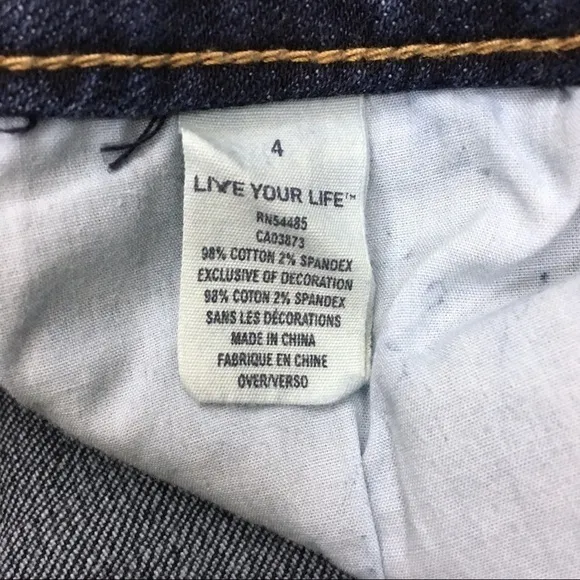 4
LIVE YOUR LIFE™
RN54485
CA03873
98% COTTON 2% SPANDEX
EXCLUSIVE OF DECORATION
98% COTON 2% SPANDEX
SANS LES DÉCORATIONS
MADE IN CHINA
FABRIQUE EN CHINE
OVER/VERSO